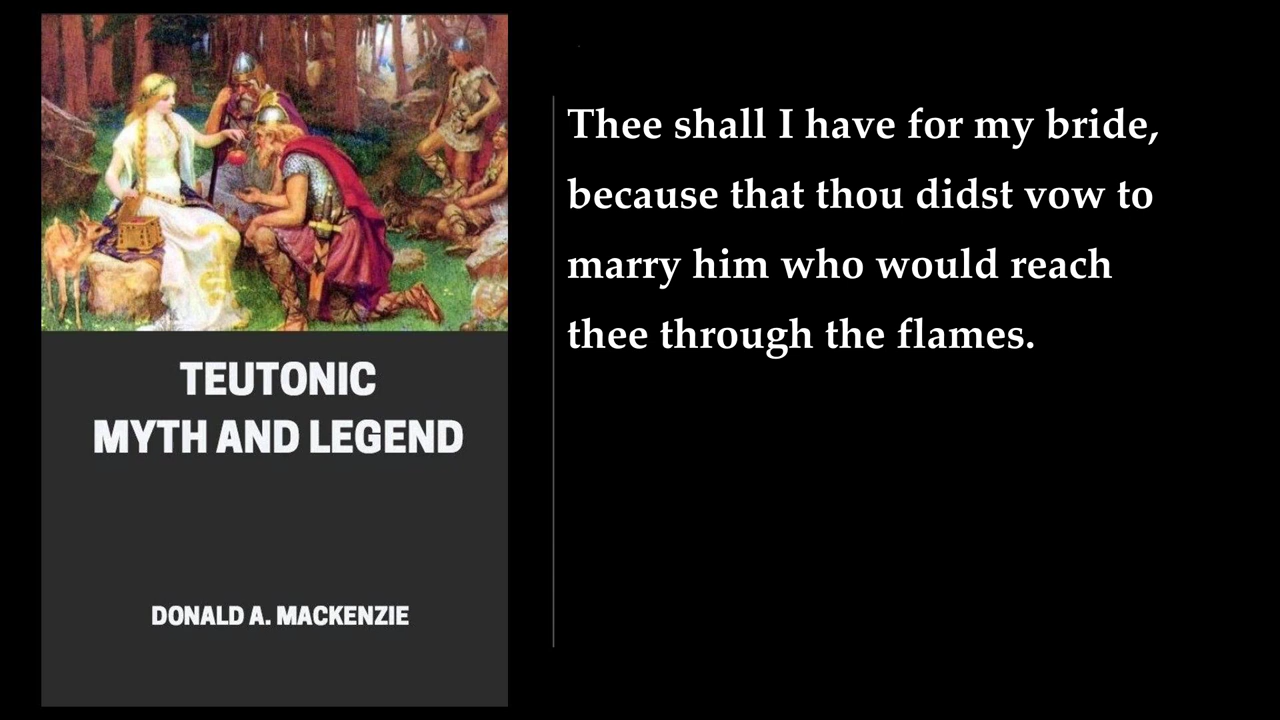 TEUTONIC
MYTH AND LEGEND
DONALD A. MACKENZIE
Thee shall I have for my bride,
because that thou didst vow to
marry him who would reach
thee through the flames.